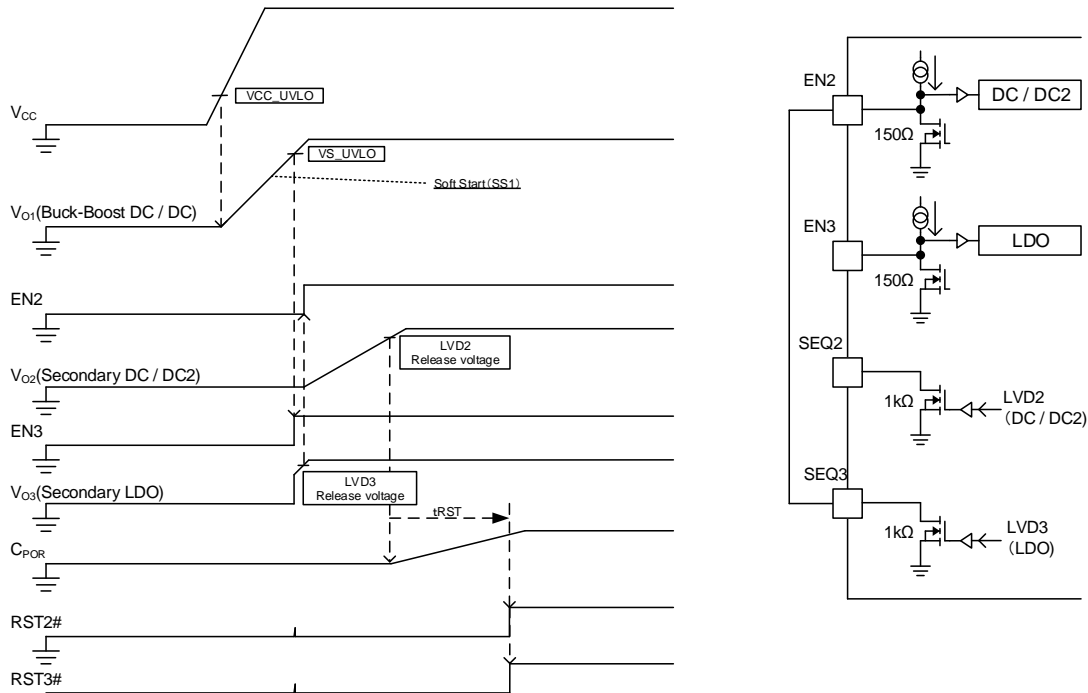 VCC
VCC_UVLO
VS_UVLO
Soft Start(SS1)
VO1(Buck-Boost DC / DC)
EN2
LVD2
Release voltage
VO2(Secondary DC / DC2)
EN3
VO3(Secondary LDO)
LVD3
Release voltage
tRST
CPOR
RST2#
RST3#
EN2
DC / DC2
150Ω
EN3
LDO
150Ω
SEQ2
1kΩ
LVD2
(DC / DC2)
SEQ3
1kΩ
LVD3
(LDO)